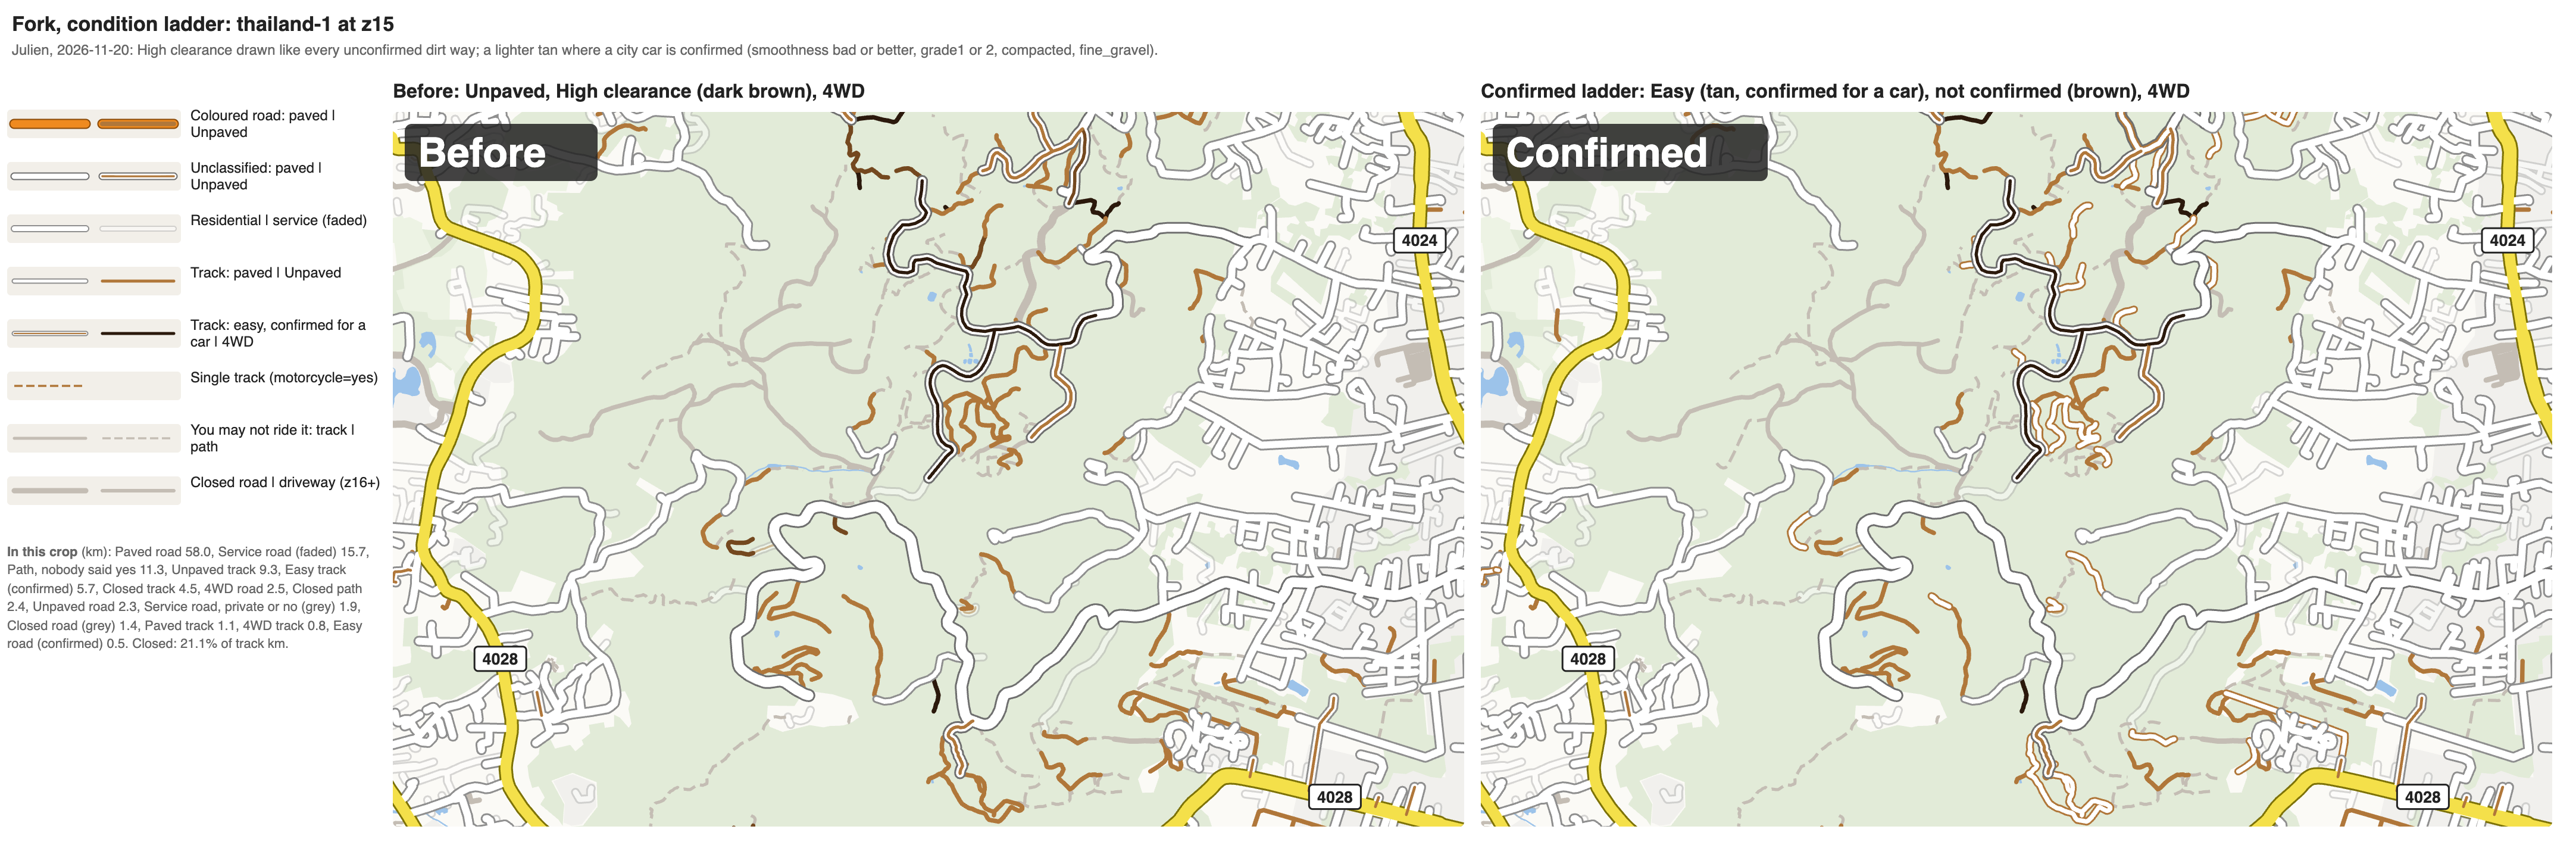 Fork, condition ladder: thailand-1 at z15
Julien, 2026-11-20: High clearance drawn like every unconfirmed dirt way; a lighter tan where a city car is confirmed (smoothness bad or better, grade1 or 2, compacted, fine_gravel).
Coloured road: paved |
Unpaved
Unclassified: paved |
Unpaved
Residential | service (faded)
Track: paved | Unpaved
Track: easy, confirmed for a
car | 4WD
Single track (motorcycle=yes)
You may not ride it: track |
path
Closed road | driveway (z16+)
In this crop (km): Paved road 58.0, Service road (faded) 15.7,
Path, nobody said yes 11.3, Unpaved track 9.3, Easy track
(confirmed) 5.7, Closed track 4.5, 4WD road 2.5, Closed path
2.4, Unpaved road 2.3, Service road, private or no (grey) 1.9,
Closed road (grey) 1.4, Paved track 1.1, 4WD track 0.8, Easy
road (confirmed) 0.5. Closed: 21.1% of track km.
Before: Unpaved, High clearance (dark brown), 4WD
Before
4024
4028
4028
Confirmed ladder: Easy (tan, confirmed for a car), not confirmed (brown), 4WD
Confirmed
4024
4028
4028